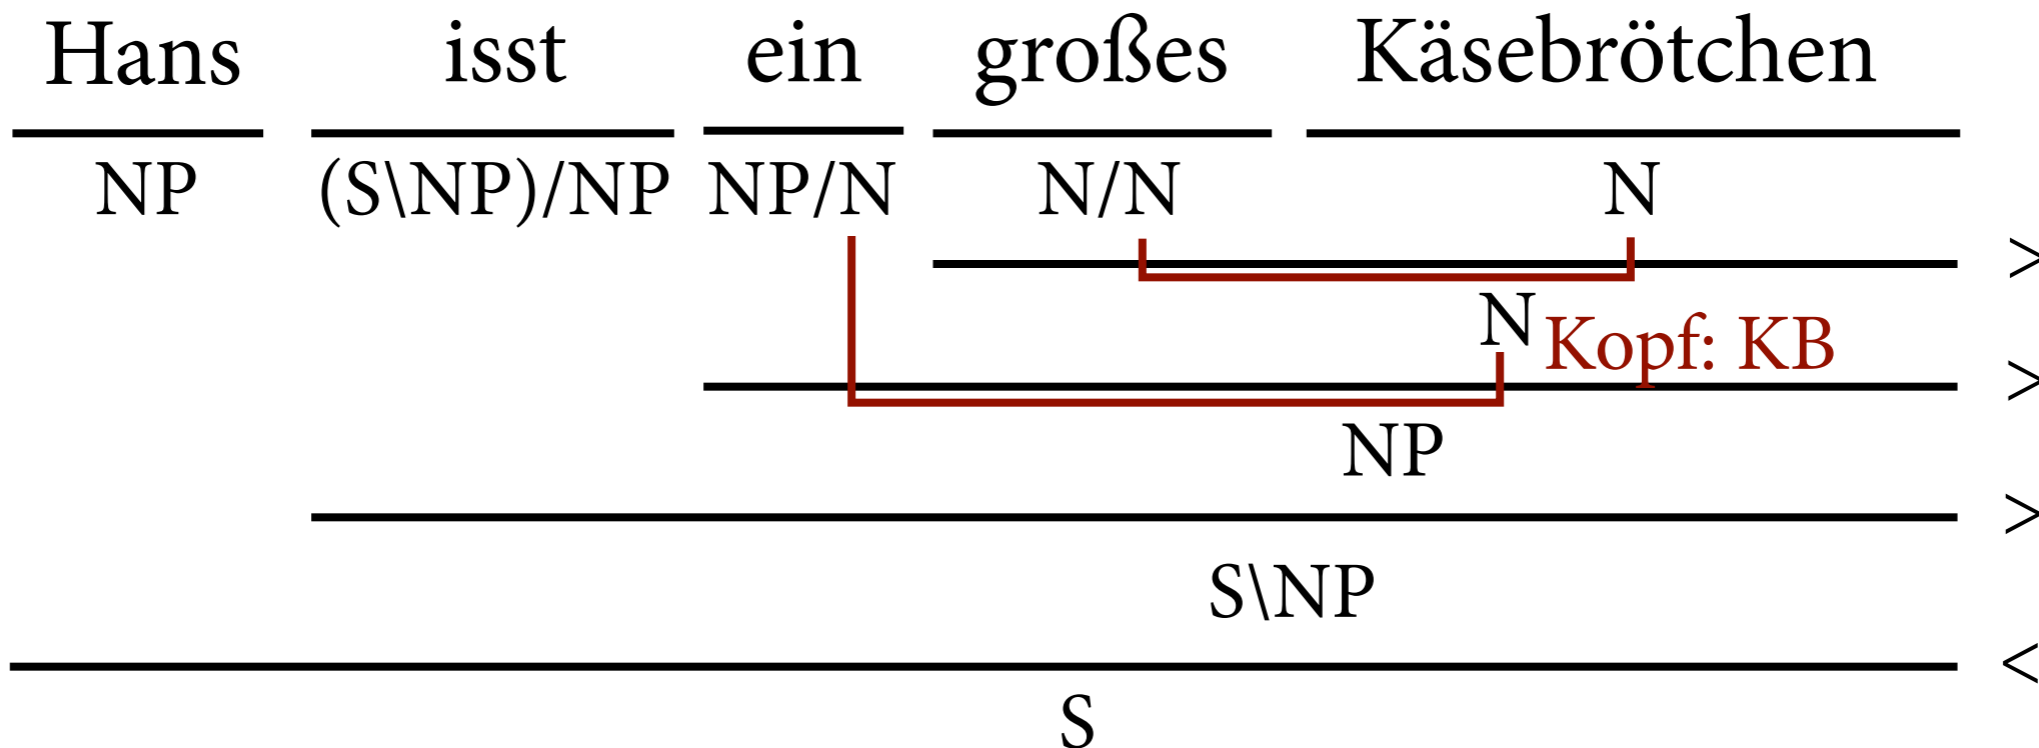 Hans isst ein großes Käsebrötchen
NP (S\NP)/NP NP/N N/N N
>
N Kopf: KB
>
NP
>
S\NP
<
S